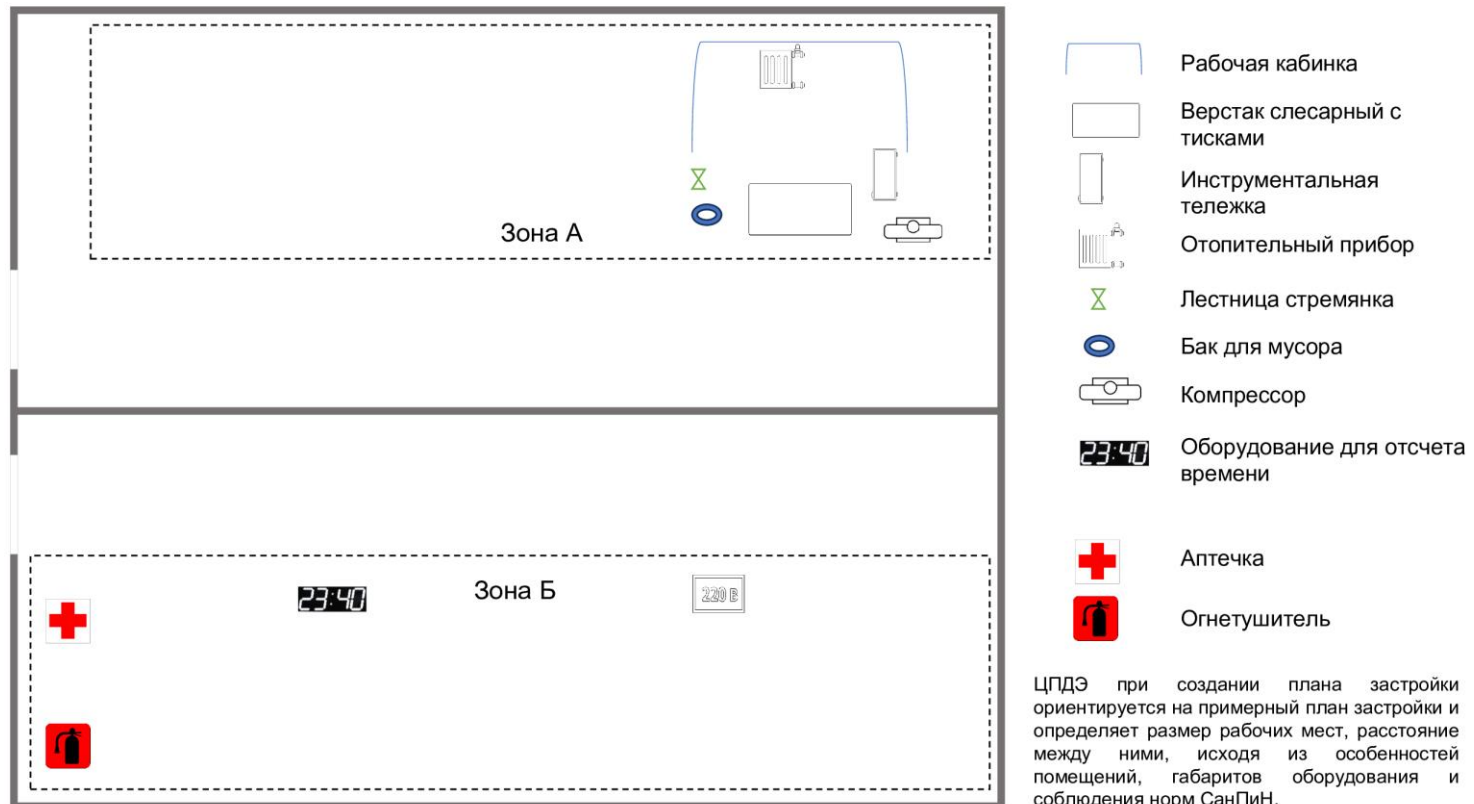 Зона А
Зона Б
23:40
220 В
Рабочая кабинка
Верстак слесарный с
тисками
Инструментальная
тележка
Отопительный прибор
Лестница стремянка
Бак для мусора
Компрессор
23:40
Оборудование для отсчета
времени
Аптечка
Огнетушитель
ЦПДЭ при создании плана застройки
ориентируется на примерный план застройки и
определяет размер рабочих мест, расстояние
между ними, исходя из особенностей
помещений, габаритов оборудования и
соблюдения норм СанПиН.